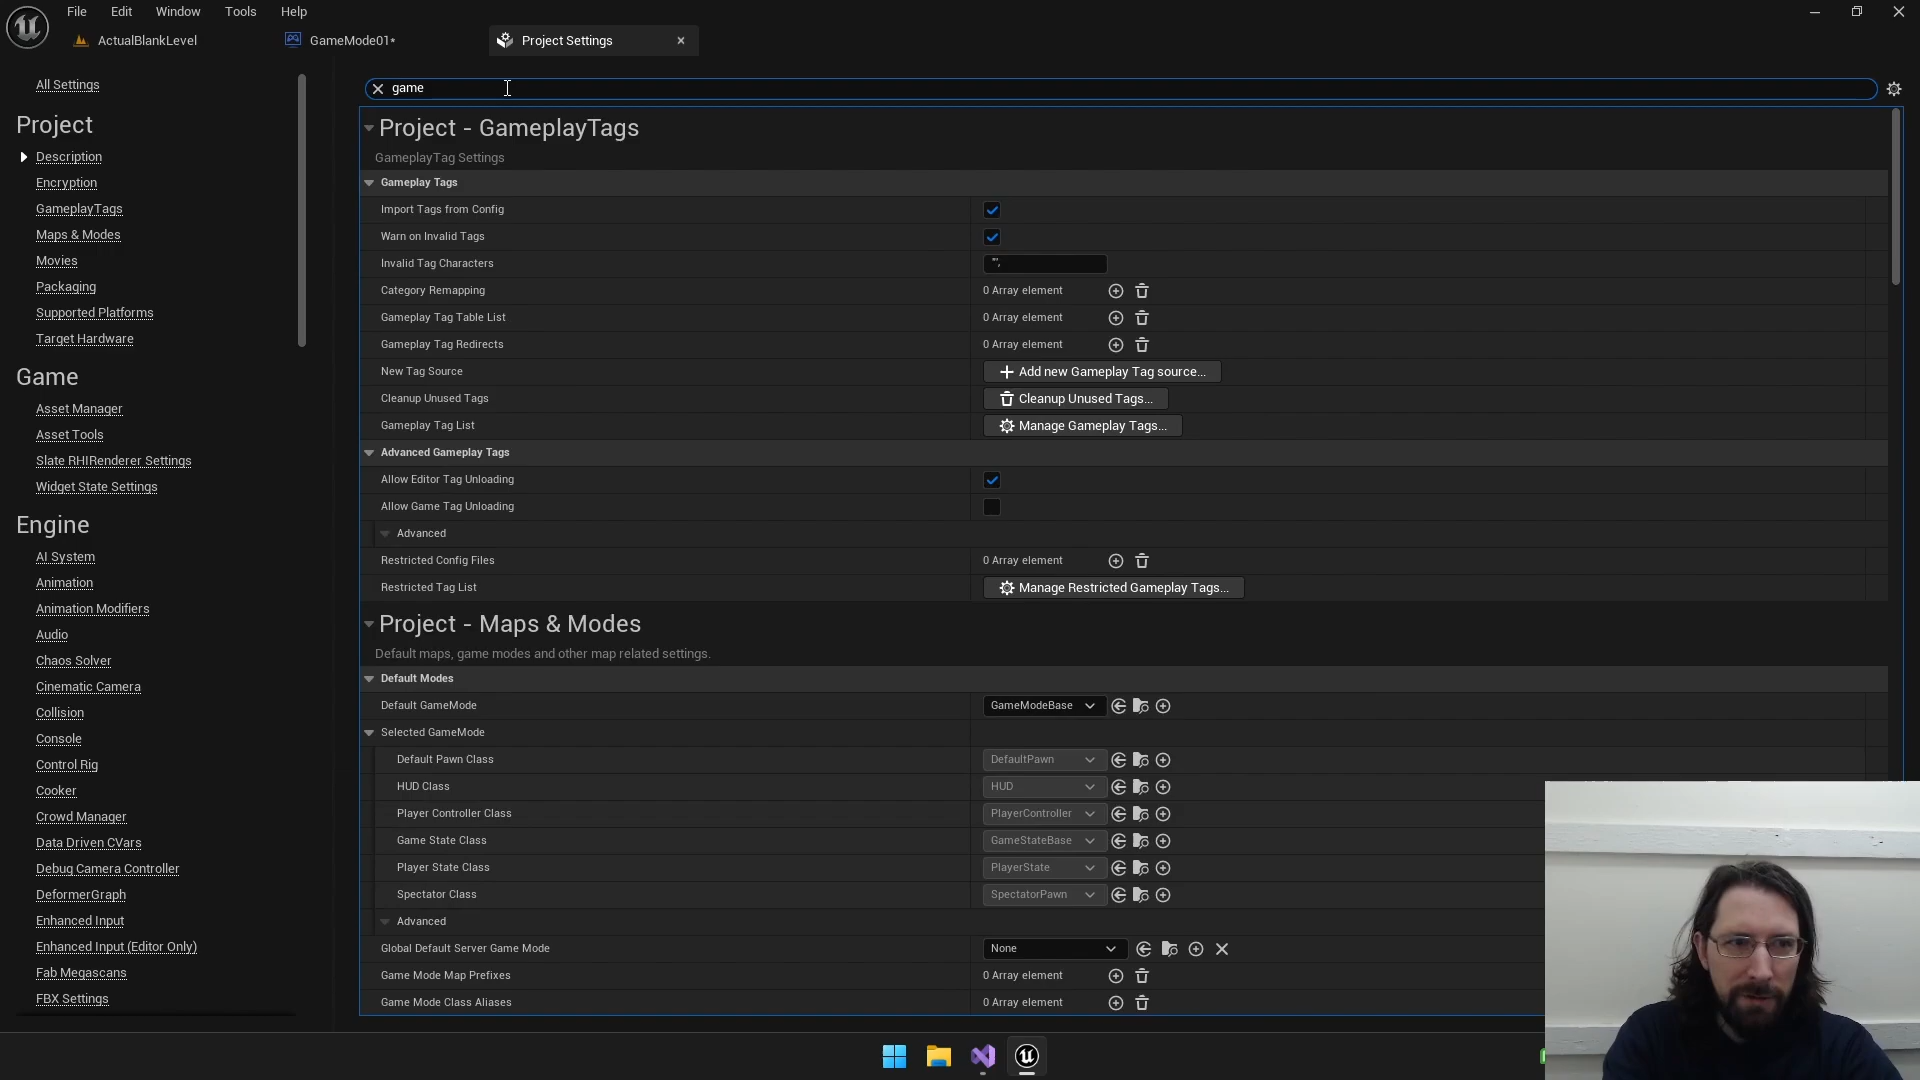 File Edit Window Tools Help
ActualBlankLevel
GameMode01*
Project Settings
game
All Settings
Project
Description
Encryption
GameplayTags
Maps & Modes
Movies
Packaging
Supported Platforms
Target Hardware
Game
Asset Manager
Asset Tools
Slate RHIRenderer Settings
Widget State Settings
Engine
AI System
Animation
Animation Modifiers
Audio
Chaos Solver
Cinematic Camera
Collision
Console
Control Rig
Cooker
Crowd Manager
Data Driven CVars
Debug Camera Controller
DeformerGraph
Enhanced Input
Enhanced Input (Editor Only)
Fab Megascans
FBX Settings
Project - GameplayTags
GameplayTag Settings
Gameplay Tags
Import Tags from Config
Warn on Invalid Tags
Invalid Tag Characters "',
Category Remapping 0 Array element
Gameplay Tag Table List 0 Array element
Gameplay Tag Redirects 0 Array element
New Tag Source Add new Gameplay Tag source...
Cleanup Unused Tags Cleanup Unused Tags...
Gameplay Tag List Manage Gameplay Tags...
Advanced Gameplay Tags
Allow Editor Tag Unloading
Allow Game Tag Unloading
Advanced
Restricted Config Files 0 Array element
Restricted Tag List Manage Restricted Gameplay Tags...
Project - Maps & Modes
Default maps, game modes and other map related settings.
Default Modes
Default GameMode GameModeBase
Selected GameMode
Default Pawn Class DefaultPawn
HUD Class HUD
Player Controller Class PlayerController
Game State Class GameStateBase
Player State Class PlayerState
Spectator Class SpectatorPawn
Advanced
Global Default Server Game Mode None
Game Mode Map Prefixes 0 Array element
Game Mode Class Aliases 0 Array element